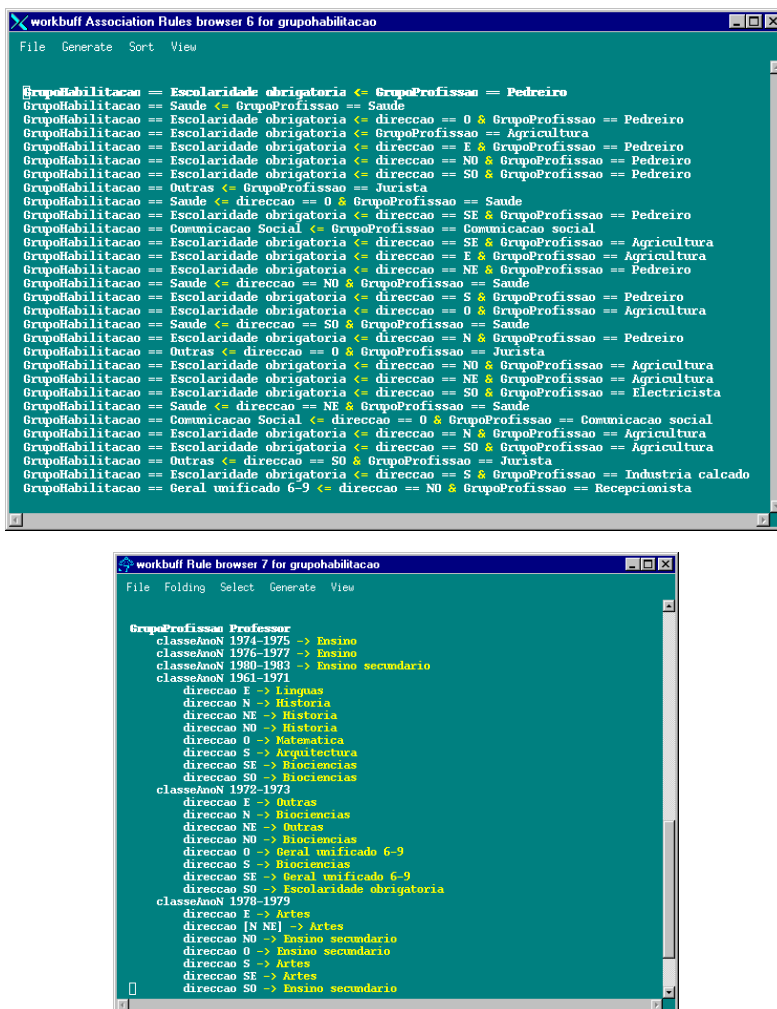 workbuff Association Rules browser 6 for grupohabilitacao
File Generate Sort View
GrupoHabilitacao == Escolaridade obrigatoria <= GrupoProfissao == Pedreiro
GrupoHabilitacao == Saude <= GrupoProfissao == Saude
GrupoHabilitacao == Escolaridade obrigatoria <= direccao == O & GrupoProfissao == Pedreiro
GrupoHabilitacao == Escolaridade obrigatoria <= GrupoProfissao == Agricultura
GrupoHabilitacao == Escolaridade obrigatoria <= direccao == E & GrupoProfissao == Pedreiro
GrupoHabilitacao == Escolaridade obrigatoria <= direccao == NO & GrupoProfissao == Pedreiro
GrupoHabilitacao == Escolaridade obrigatoria <= direccao == SO & GrupoProfissao == Pedreiro
GrupoHabilitacao == Outras <= GrupoProfissao == Jurista
GrupoHabilitacao == Saude <= direccao == O & GrupoProfissao == Saude
GrupoHabilitacao == Escolaridade obrigatoria <= direccao == SE & GrupoProfissao == Pedreiro
GrupoHabilitacao == Comunicacao Social <= GrupoProfissao == Comunicacao social
GrupoHabilitacao == Escolaridade obrigatoria <= direccao == SE & GrupoProfissao == Agricultura
GrupoHabilitacao == Escolaridade obrigatoria <= direccao == E & GrupoProfissao == Agricultura
GrupoHabilitacao == Escolaridade obrigatoria <= direccao == NE & GrupoProfissao == Pedreiro
GrupoHabilitacao == Saude <= direccao == NO & GrupoProfissao == Saude
GrupoHabilitacao == Escolaridade obrigatoria <= direccao == S & GrupoProfissao == Pedreiro
GrupoHabilitacao == Escolaridade obrigatoria <= direccao == O & GrupoProfissao == Agricultura
GrupoHabilitacao == Saude <= direccao == SO & GrupoProfissao == Saude
GrupoHabilitacao == Escolaridade obrigatoria <= direccao == N & GrupoProfissao == Pedreiro
GrupoHabilitacao == Outras <= direccao == O & GrupoProfissao == Jurista
GrupoHabilitacao == Escolaridade obrigatoria <= direccao == NO & GrupoProfissao == Agricultura
GrupoHabilitacao == Escolaridade obrigatoria <= direccao == NE & GrupoProfissao == Agricultura
GrupoHabilitacao == Escolaridade obrigatoria <= direccao == SO & GrupoProfissao == Electricista
GrupoHabilitacao == Saude <= direccao == NE & GrupoProfissao == Saude
GrupoHabilitacao == Comunicacao Social <= direccao == O & GrupoProfissao == Comunicacao social
GrupoHabilitacao == Escolaridade obrigatoria <= direccao == N & GrupoProfissao == Agricultura
GrupoHabilitacao == Escolaridade obrigatoria <= direccao == SO & GrupoProfissao == Agricultura
GrupoHabilitacao == Outras <= direccao == SO & GrupoProfissao == Jurista
GrupoHabilitacao == Escolaridade obrigatoria <= direccao == S & GrupoProfissao == Industria calcado
GrupoHabilitacao == Geral unificado 6-9 <= direccao == NO & GrupoProfissao == Recepcionista
workbuff Rule browser 7 for grupohabilitacao
File Folding Select Generate View
GrupoProfissao Professor
classeAnoN 1974-1975 -> Ensino
classeAnoN 1976-1977 -> Ensino
classeAnoN 1980-1983 -> Ensino secundario
classeAnoN 1961-1971
direccao E -> Linguas
direccao N -> Historia
direccao NE -> Historia
direccao NO -> Historia
direccao O -> Matematica
direccao S -> Arquitectura
direccao SE -> Biociencias
direccao SO -> Biociencias
classeAnoN 1972-1973
direccao E -> Outras
direccao N -> Biociencias
direccao NE -> Outras
direccao NO -> Biociencias
direccao O -> Geral unificado 6-9
direccao S -> Biociencias
direccao SE -> Geral unificado 6-9
direccao SO -> Escolaridade obrigatoria
classeAnoN 1978-1979
direccao E -> Artes
direccao [N NE] -> Artes
direccao NO -> Ensino secundario
direccao O -> Ensino secundario
direccao S -> Artes
direccao SE -> Artes
direccao SO -> Ensino secundario